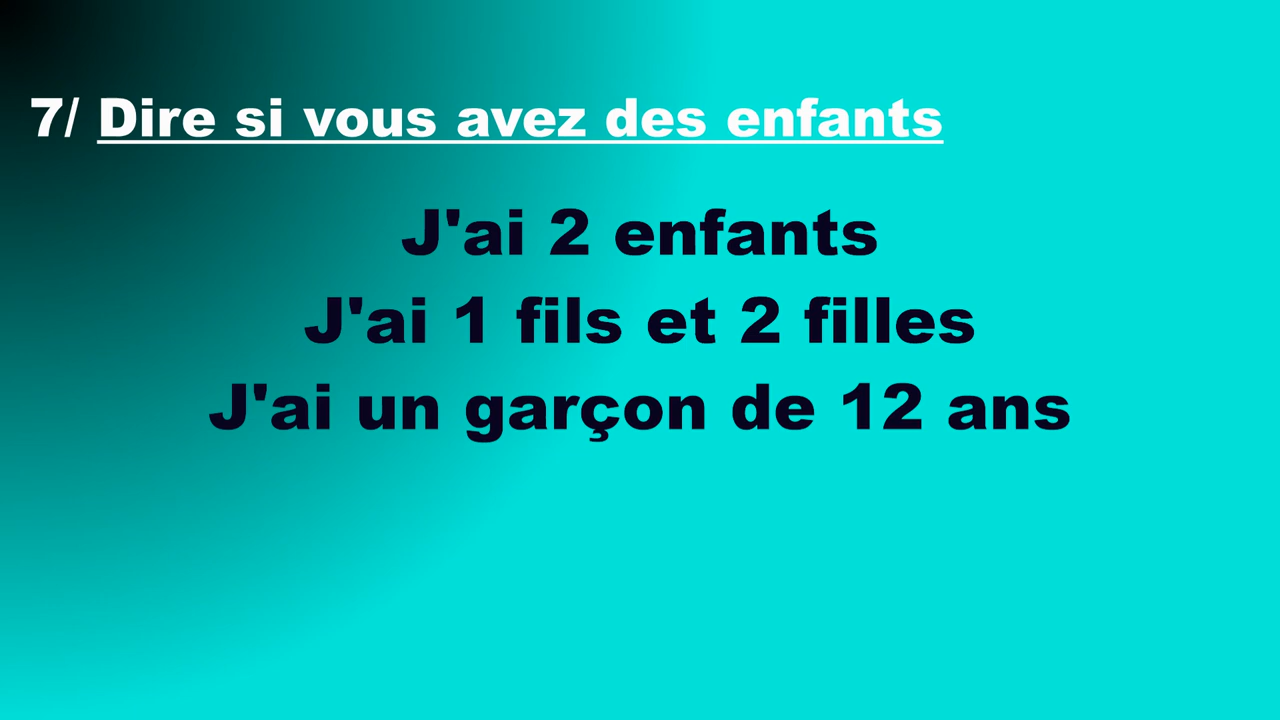 7/ Dire si vous avez des enfants
J'ai 2 enfants
J'ai 1 fils et 2 filles
J'ai un garçon de 12 ans